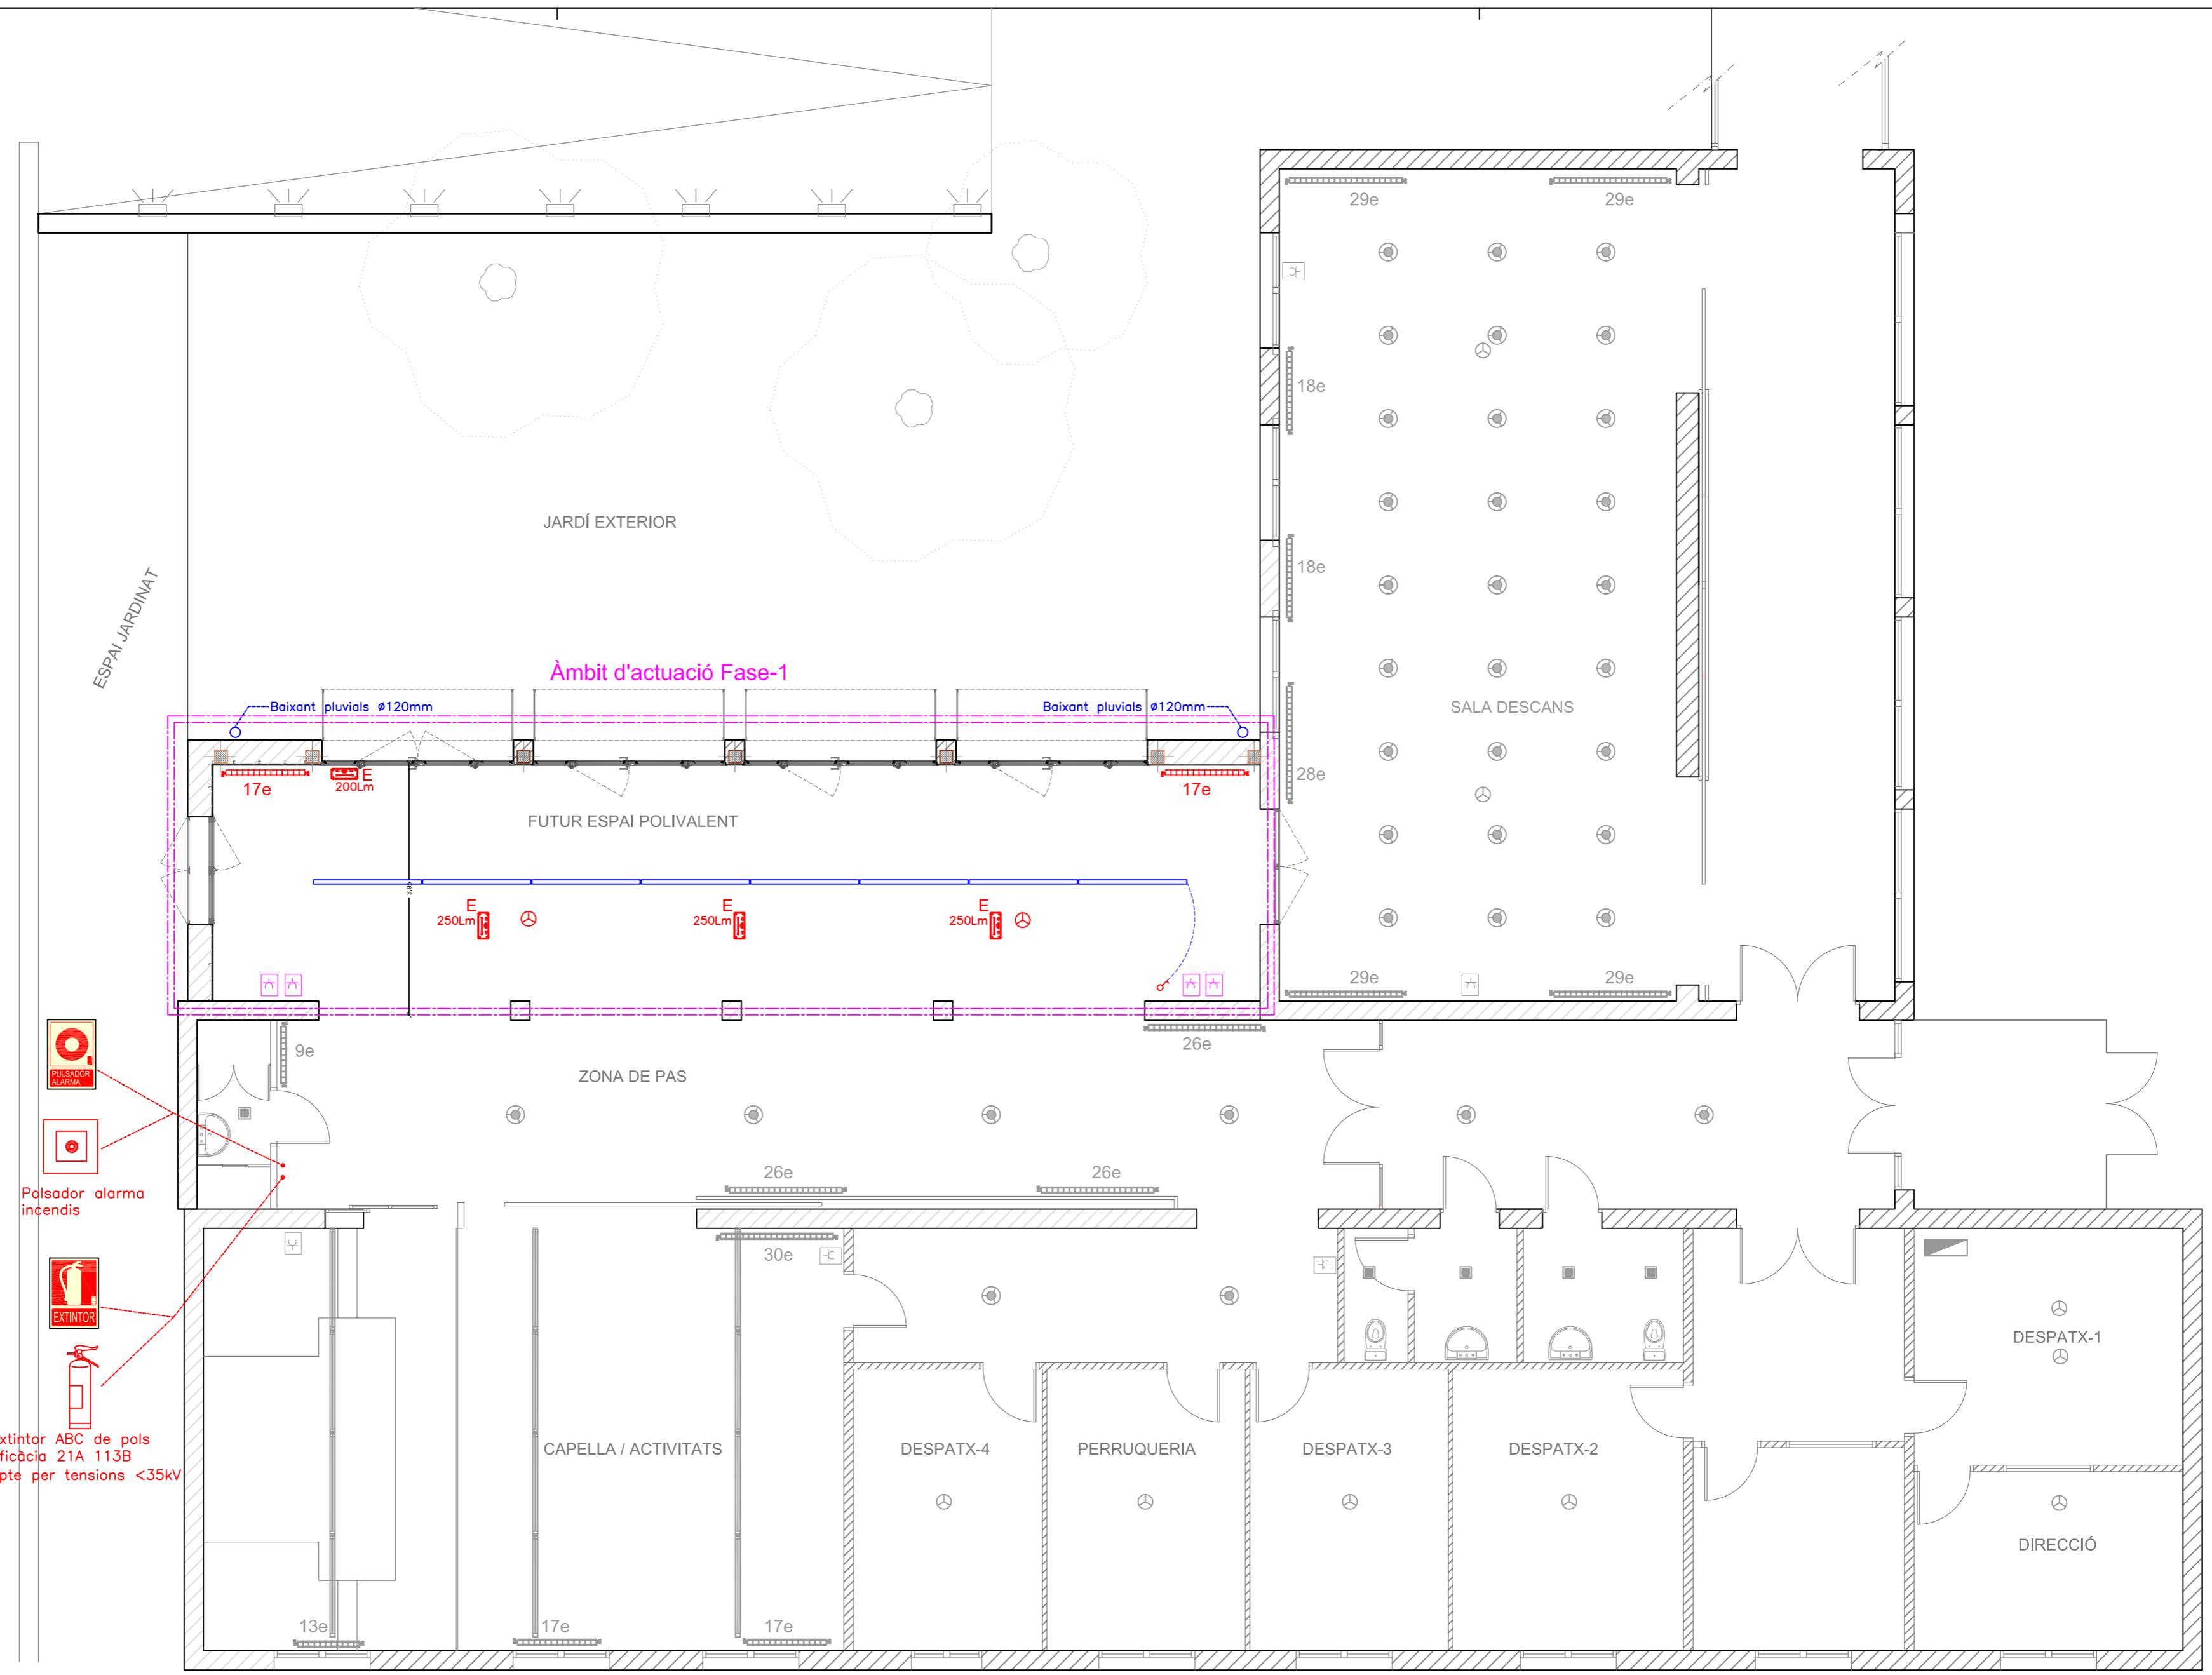 29e
29e
18e
JARDÍ EXTERIOR
18e
ESPAI JARDINAT
Àmbit d'actuació Fase-1
Baixant pluvials ø120mm
Baixant pluvials ø120mm
SALA DESCANS
17e
E
200Lm
17e
28e
FUTUR ESPAI POLIVALENT
E
250Lm
E
250Lm
E
250Lm
29e
29e
9e
26e
PULSADOR
ALARMA
ZONA DE PAS
Polsador alarma
incendis
26e
26e
30e
EXTINTOR
xtintor ABC de pols
ficàcia 21A 113B
pte per tensions <35kV
DESPATX-1
CAPELLA / ACTIVITATS
DESPATX-4
PERRUQUERIA
DESPATX-3
DESPATX-2
DIRECCIÓ
13e
17e
17e